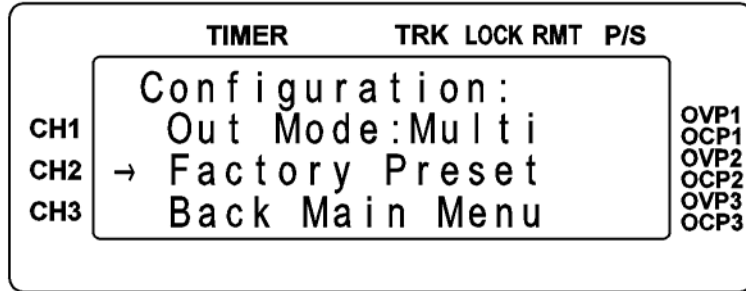 TIMER TRK LOCK RMT P/S
Configuration:
CH1 Out Mode:Multi OVP1
OCP1
CH2 → Factory Preset OVP2
OCP2
CH3 Back Main Menu OVP3
OCP3